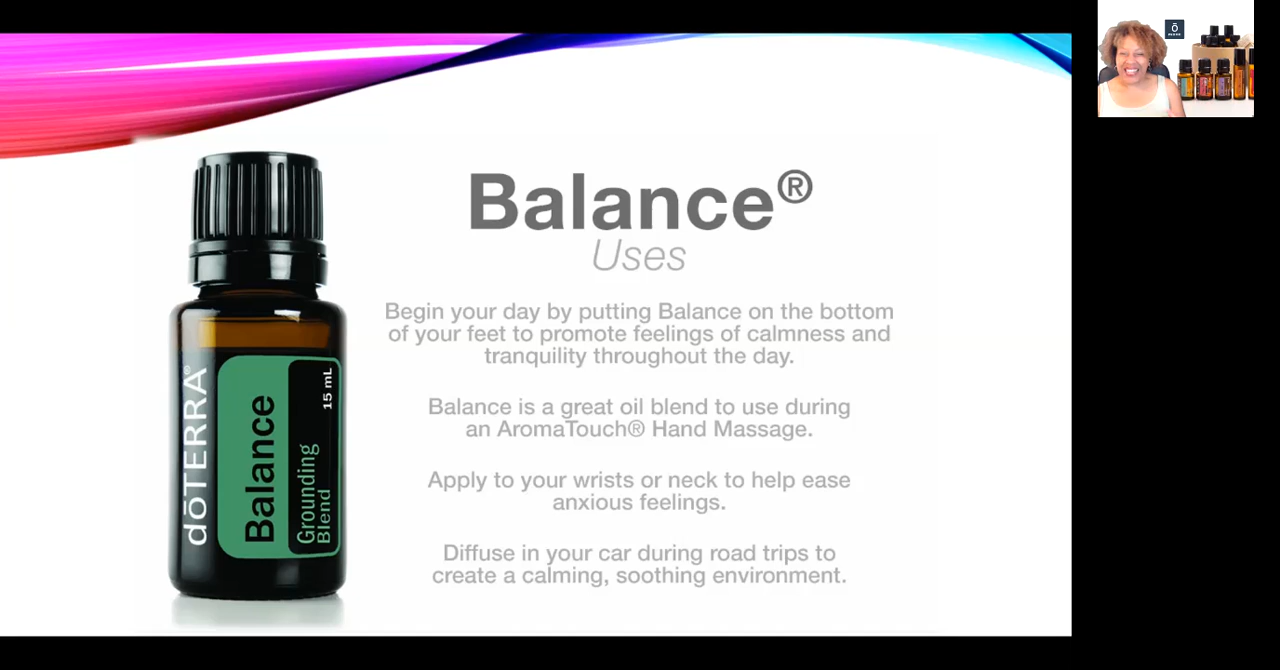 Balance®
Uses
Begin your day by putting Balance on the bottom
of your feet to promote feelings of calmness and
tranquility throughout the day.
Balance is a great oil blend to use during
an AromaTouch® Hand Massage.
Apply to your wrists or neck to help ease
anxious feelings.
Diffuse in your car during road trips to
create a calming, soothing environment.
dōTERRA®
Balance
Grounding
Blend
15 mL